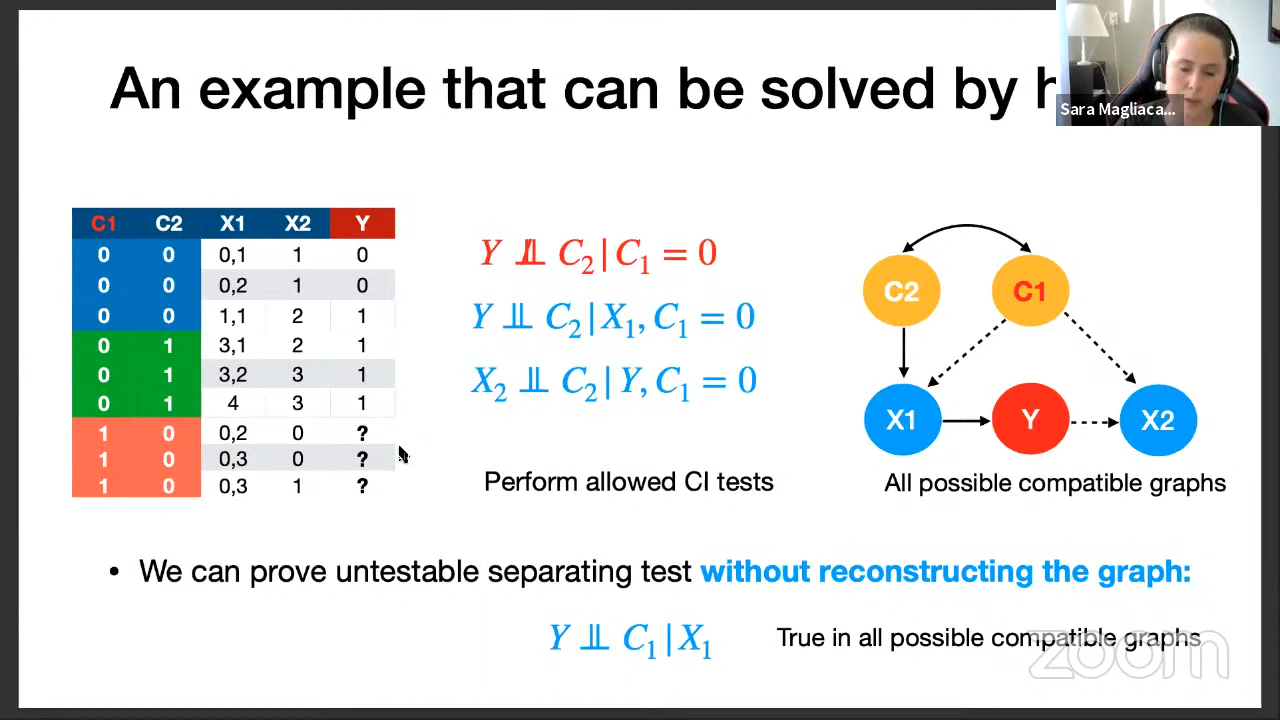 An example that can be solved by h
Sara Magliaca...
C1 C2 X1 X2 Y
0 0 0,1 1 0
0 0 0,2 1 0
0 0 1,1 2 1
0 1 3,1 2 1
0 1 3,2 3 1
0 1 4 3 1
1 0 0,2 0 ?
1 0 0,3 0 ?
1 0 0,3 1 ?
Y ⫫̸ C₂ | C₁ = 0
Y ⫫ C₂ | X₁, C₁ = 0
X₂ ⫫ C₂ | Y, C₁ = 0
Perform allowed CI tests
C2 C1
X1 Y X2
All possible compatible graphs
• We can prove untestable separating test without reconstructing the graph:
Y ⫫ C₁ | X₁
True in all possible compatible graphs
zoom